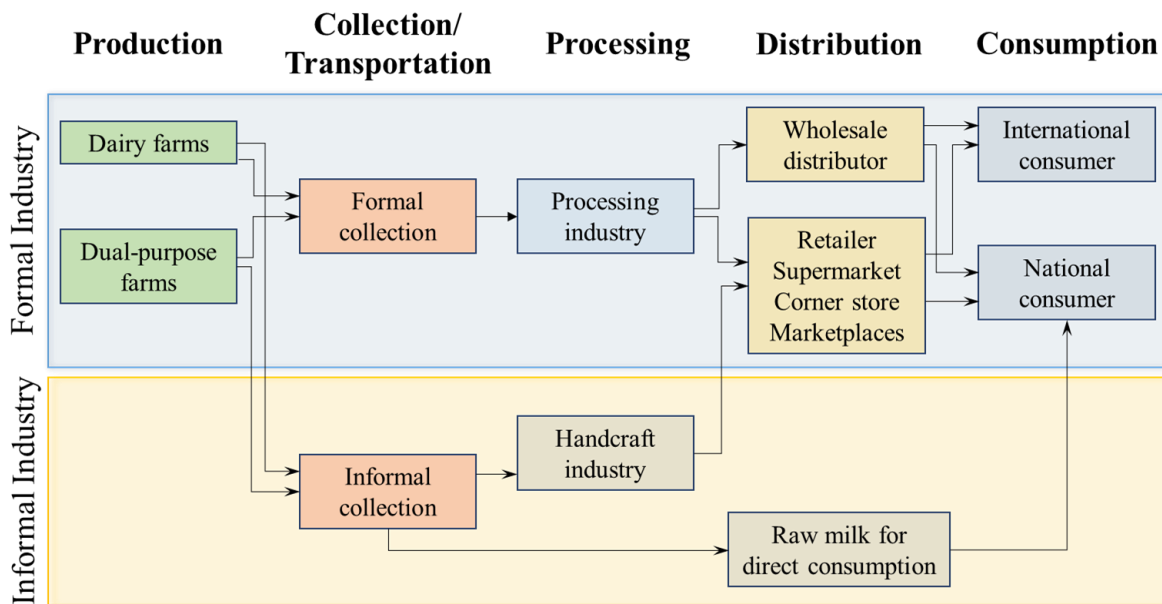 Production
Collection/
Transportation
Processing
Distribution
Consumption
Formal Industry
Dairy farms
Dual-purpose
farms
Formal
collection
Processing
industry
Wholesale
distributor
Retailer
Supermarket
Corner store
Marketplaces
International
consumer
National
consumer
Informal Industry
Informal
collection
Handcraft
industry
Raw milk for
direct consumption